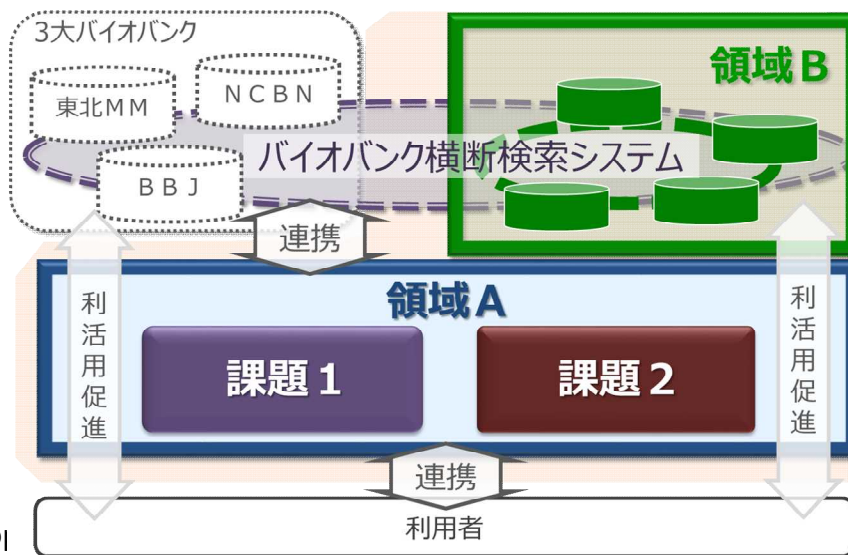 3大バイオバンク
東北MM
NCBN
BBJ
領域B
バイオバンク横断検索システム
連携
領域A
利活用促進
課題1
課題2
利活用促進
連携
利用者